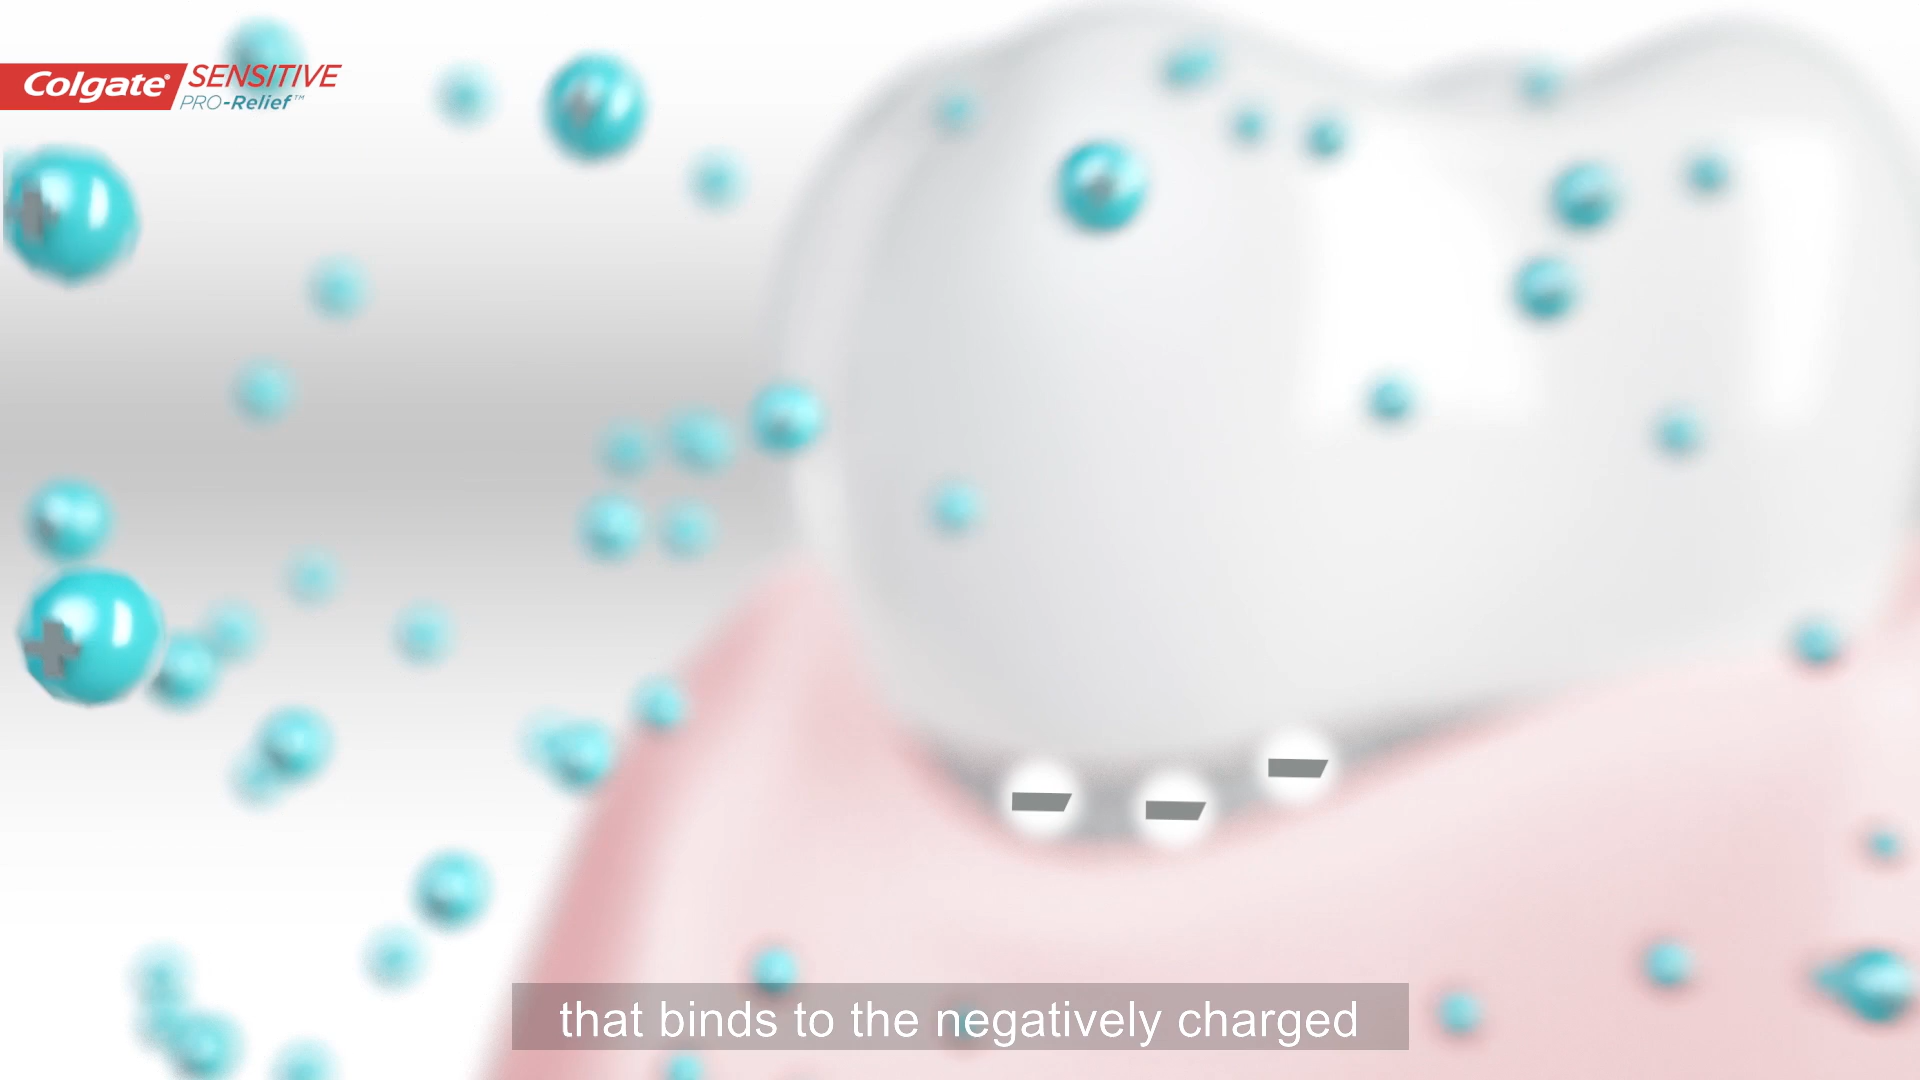 Colgate® SENSITIVE
PRO-Relief™
that binds to the negatively charged